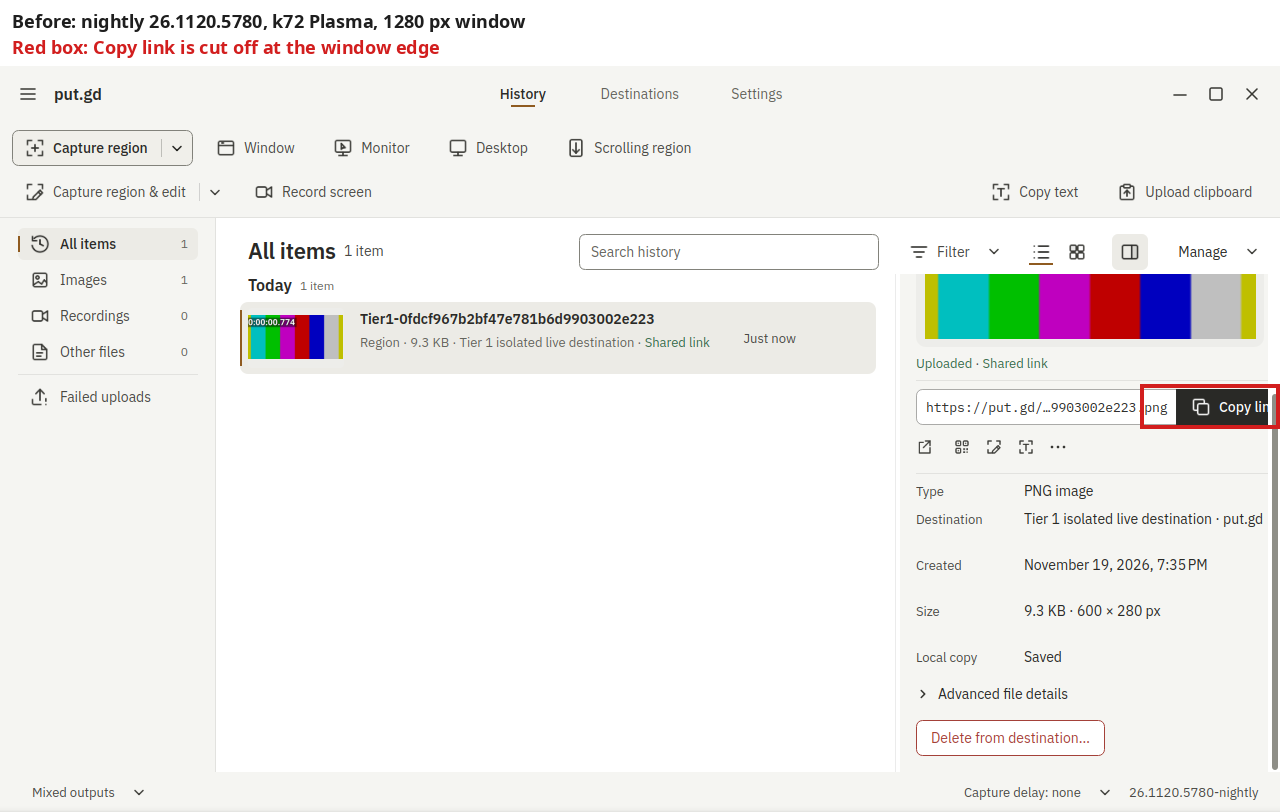 Before: nightly 26.1120.5780, k72 Plasma, 1280 px window
Red box: Copy link is cut off at the window edge
put.gd
History
Destinations
Settings
Capture region
Window
Monitor
Desktop
Scrolling region
Capture region & edit
Record screen
Copy text
Upload clipboard
All items 1
Images 1
Recordings 0
Other files 0
Failed uploads
All items 1 item
Search history
Filter
Manage
Today 1 item
0:00:00.774
Tier1-0fdcf967b2bf47e781b6d9903002e223
Region · 9.3 KB · Tier 1 isolated live destination · Shared link
Just now
Uploaded · Shared link
https://put.gd/…9903002e223.png
Copy lin
Type PNG image
Destination Tier 1 isolated live destination · put.gd
Created November 19, 2026, 7:35 PM
Size 9.3 KB · 600 × 280 px
Local copy Saved
Advanced file details
Delete from destination...
Mixed outputs
Capture delay: none
26.1120.5780-nightly